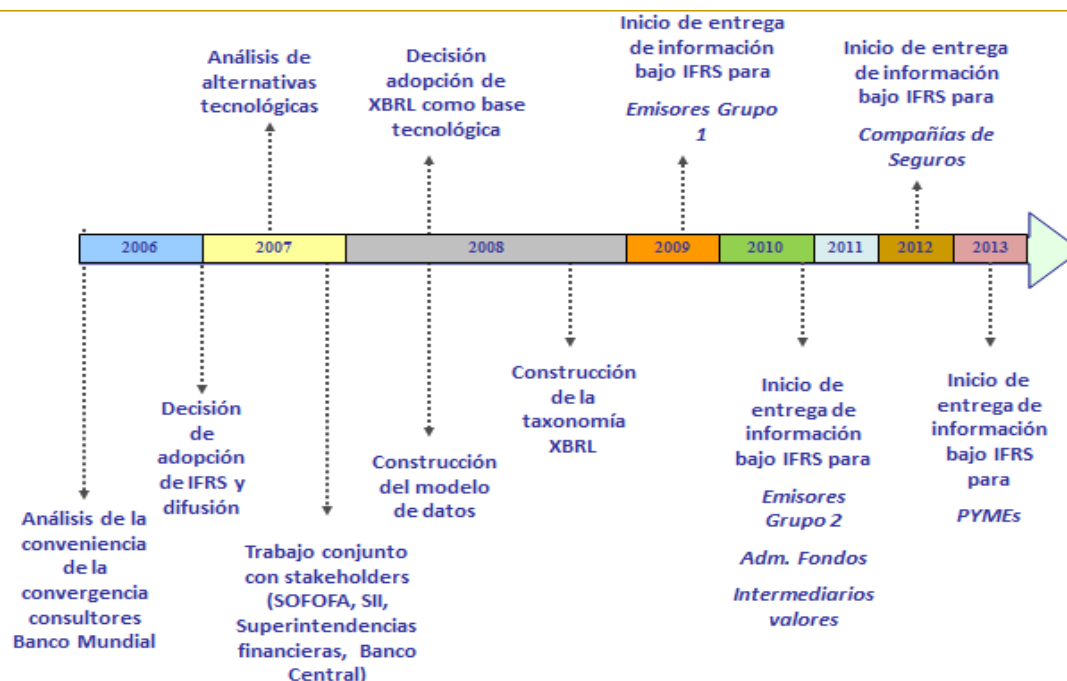 Análisis de
alternativas
tecnológicas
Decisión
adopción de
XBRL como base
tecnológica
Inicio de entrega
de información
bajo IFRS para
Emisores Grupo
1
Inicio de entrega
de información
bajo IFRS para
Compañías de
Seguros
2006
2007
2008
2009
2010
2011
2012
2013
Análisis de la
conveniencia
de la
convergencia
consultores
Banco Mundial
Decisión
de
adopción
de IFRS y
difusión
Trabajo conjunto
con stakeholders
(SOFOFA, SII,
Superintendencias
financieras, Banco
Central)
Construcción
del modelo
de datos
Construcción
de la
taxonomía
XBRL
Inicio de
entrega de
información
bajo IFRS para
Emisores
Grupo 2
Adm. Fondos
Intermediarios
valores
Inicio de
entrega de
información
bajo IFRS
para
PYMEs